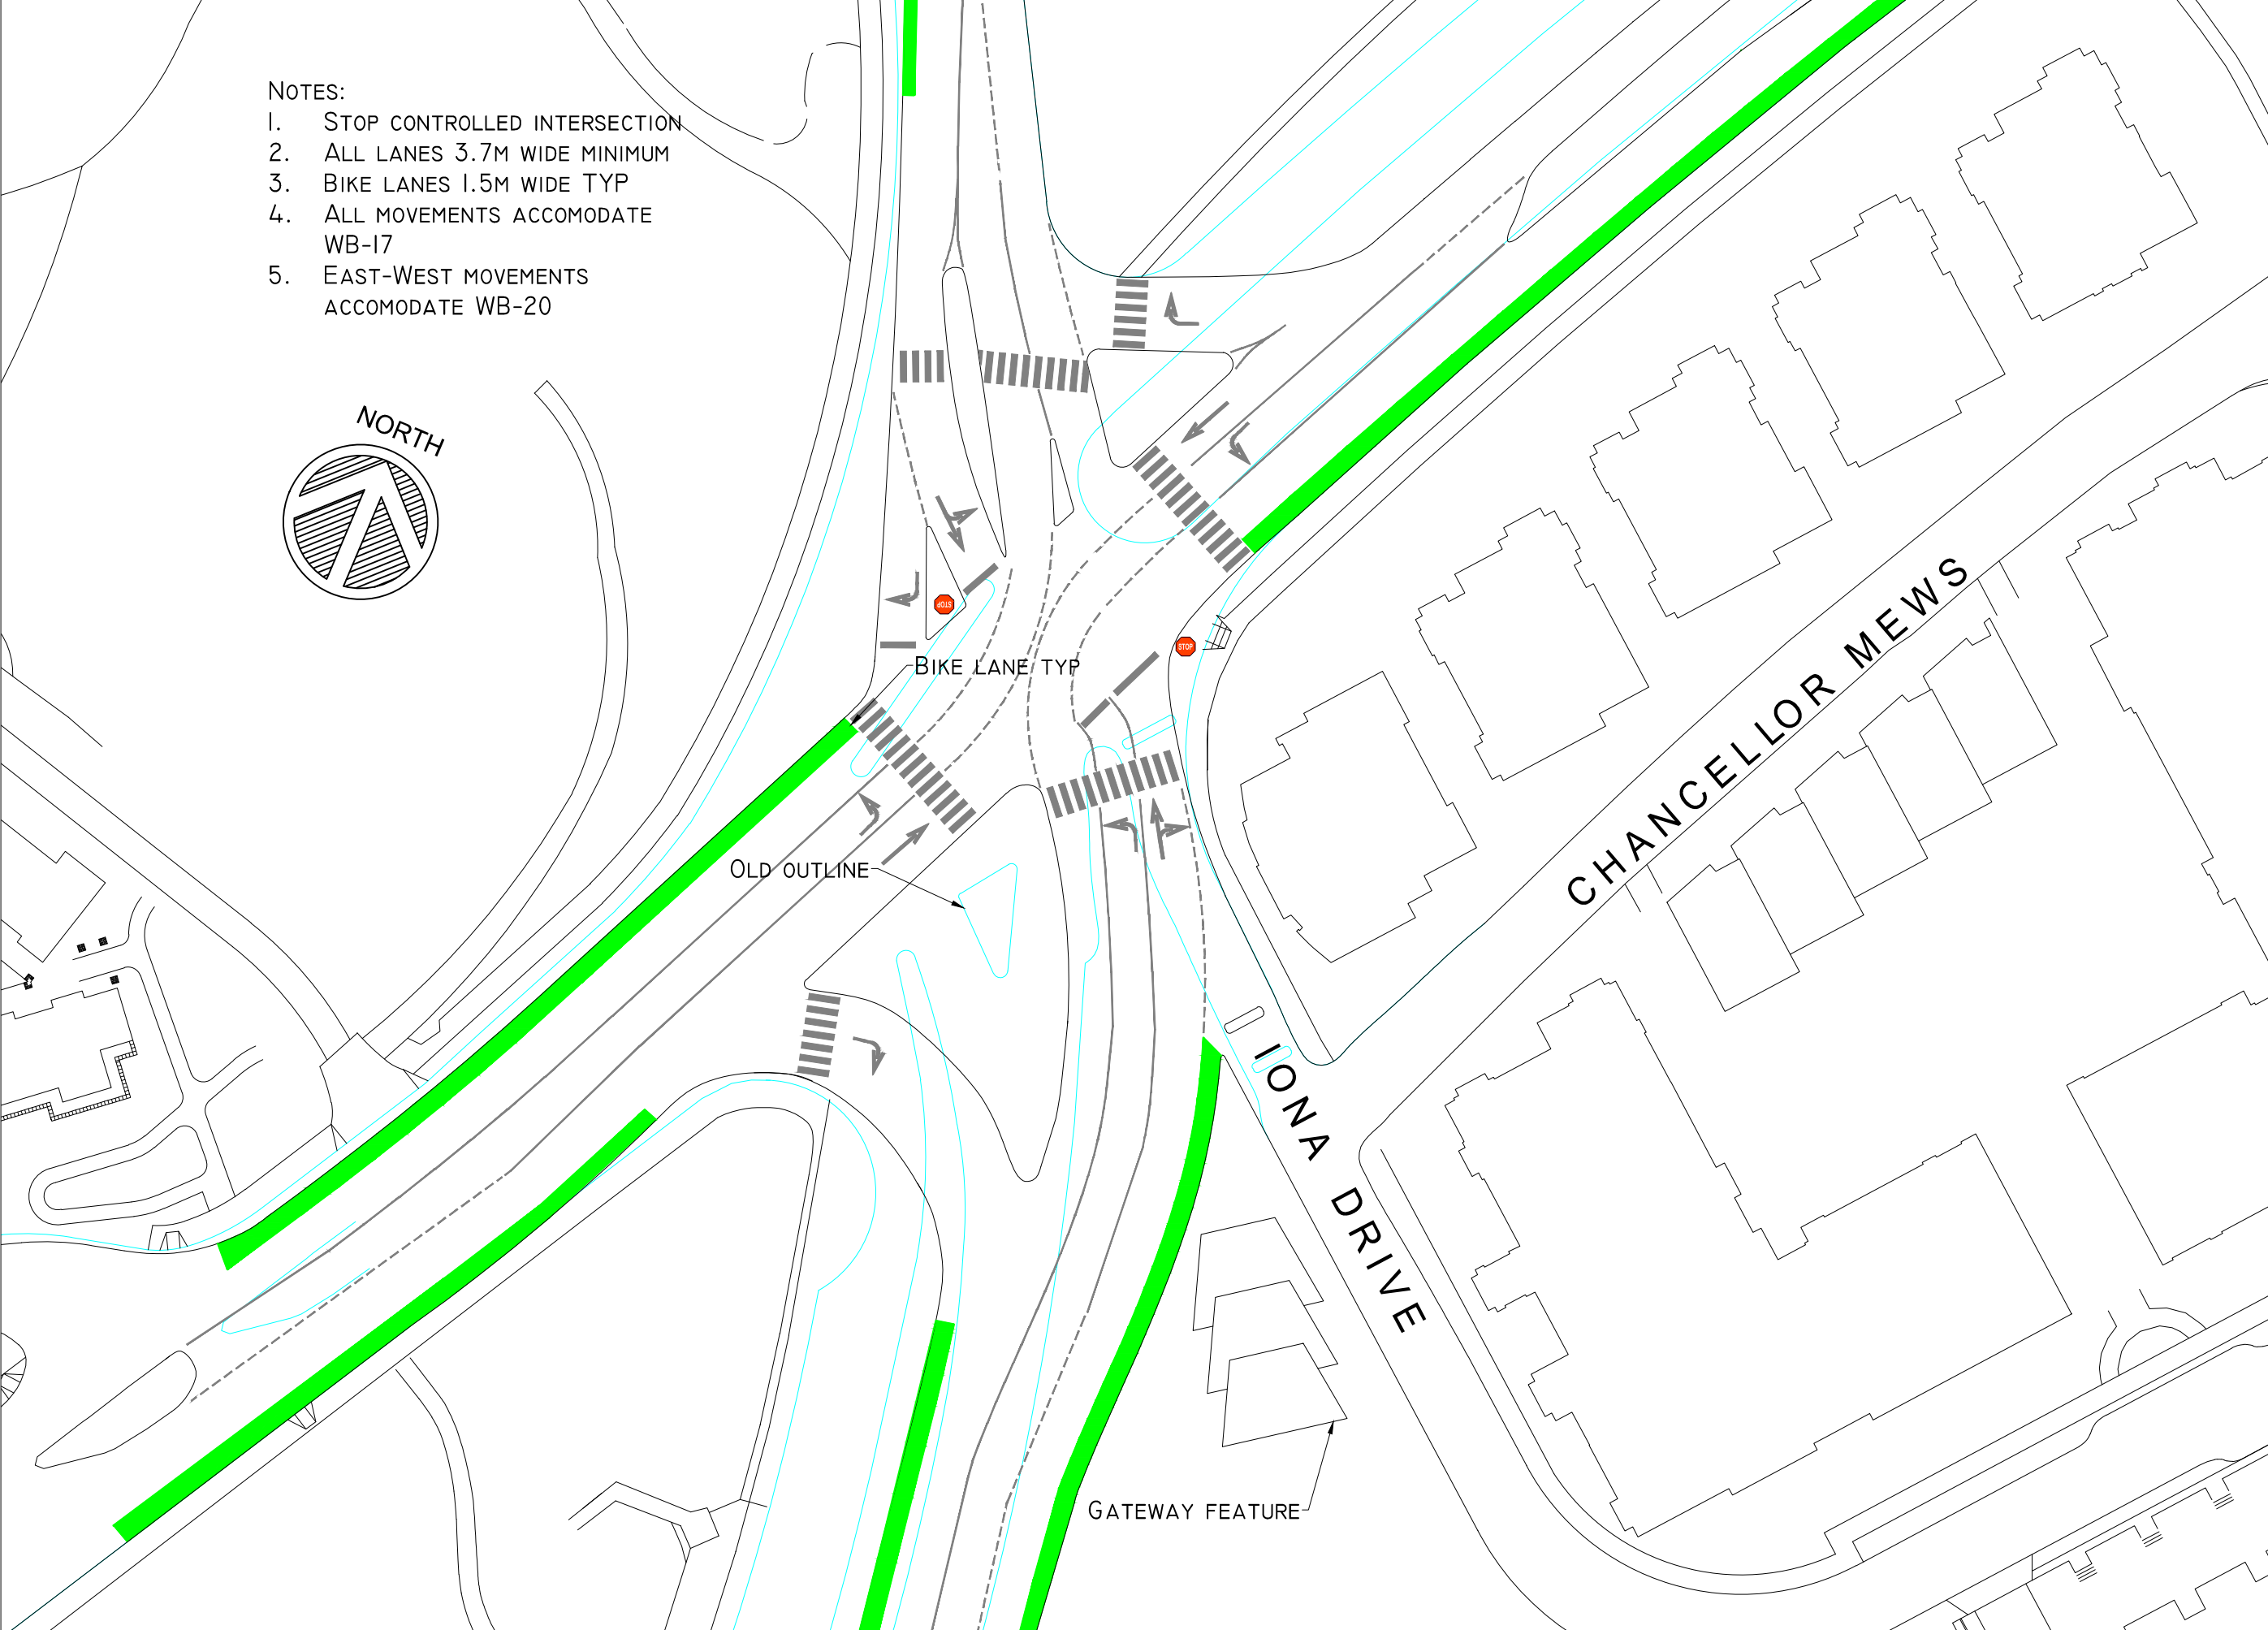 NOTES:
1. STOP CONTROLLED INTERSECTION
2. ALL LANES 3.7M WIDE MINIMUM
3. BIKE LANES 1.5M WIDE TYP
4. ALL MOVEMENTS ACCOMODATE
WB-17
5. EAST-WEST MOVEMENTS
ACCOMODATE WB-20
NORTH
STOP
STOP
BIKE LANE TYP
OLD OUTLINE
CHANCELLOR MEWS
IONA DRIVE
GATEWAY FEATURE